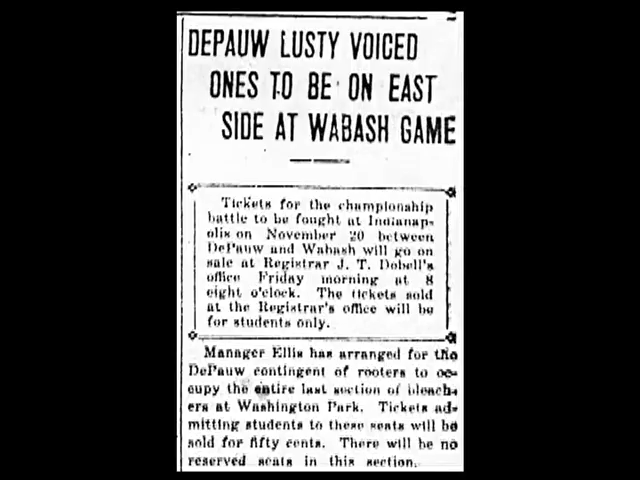 DEPAUW LUSTY VOICED
ONES TO BE ON EAST
SIDE AT WABASH GAME
Tickets for the championship
battle to be fought at Indianap-
olis on November 20 between
DePauw and Wabash will go on
sale at Registrar J. T. Dobell's
office Friday morning at 8
eight o'clock. The tickets sold
at the Registrar's office will be
for students only.
Manager Ellis has arranged for the
DePauw contingent of rooters to oc-
cupy the entire last section of bleach-
ers at Washington Park. Tickets ad-
mitting students to these seats will be
sold for fifty cents. There will be no
reserved seats in this section.